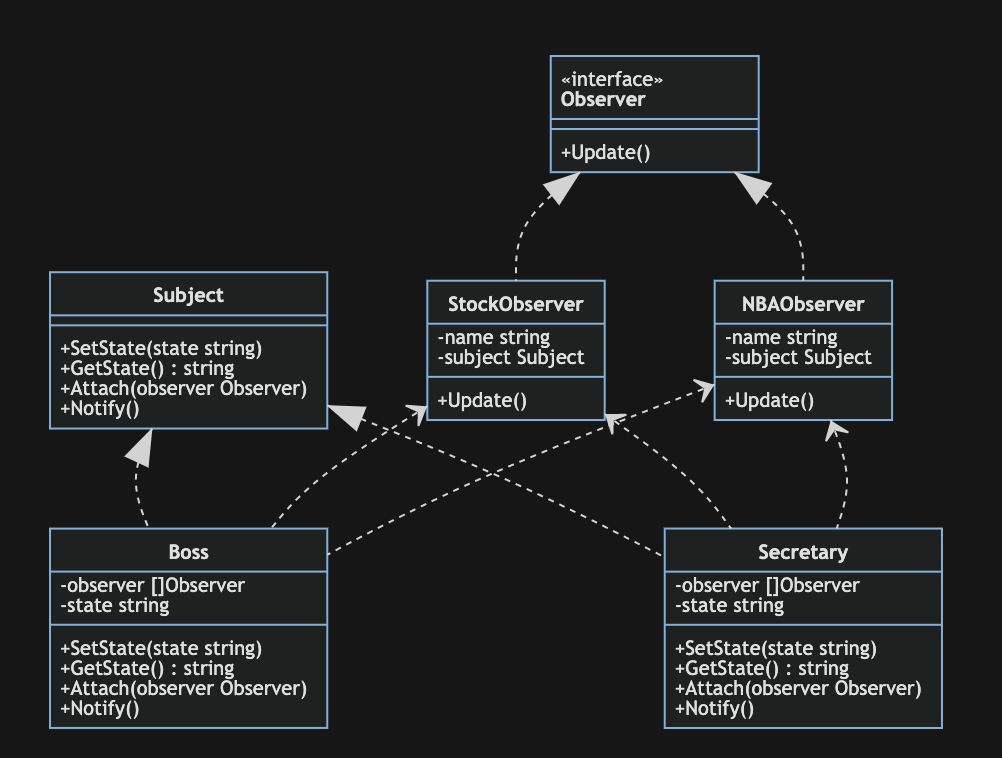 «interface»
Observer
+Update()
Subject
+SetState(state string)
+GetState() : string
+Attach(observer Observer)
+Notify()
StockObserver
-name string
-subject Subject
+Update()
NBAObserver
-name string
-subject Subject
+Update()
Boss
-observer []Observer
-state string
+SetState(state string)
+GetState() : string
+Attach(observer Observer)
+Notify()
Secretary
-observer []Observer
-state string
+SetState(state string)
+GetState() : string
+Attach(observer Observer)
+Notify()